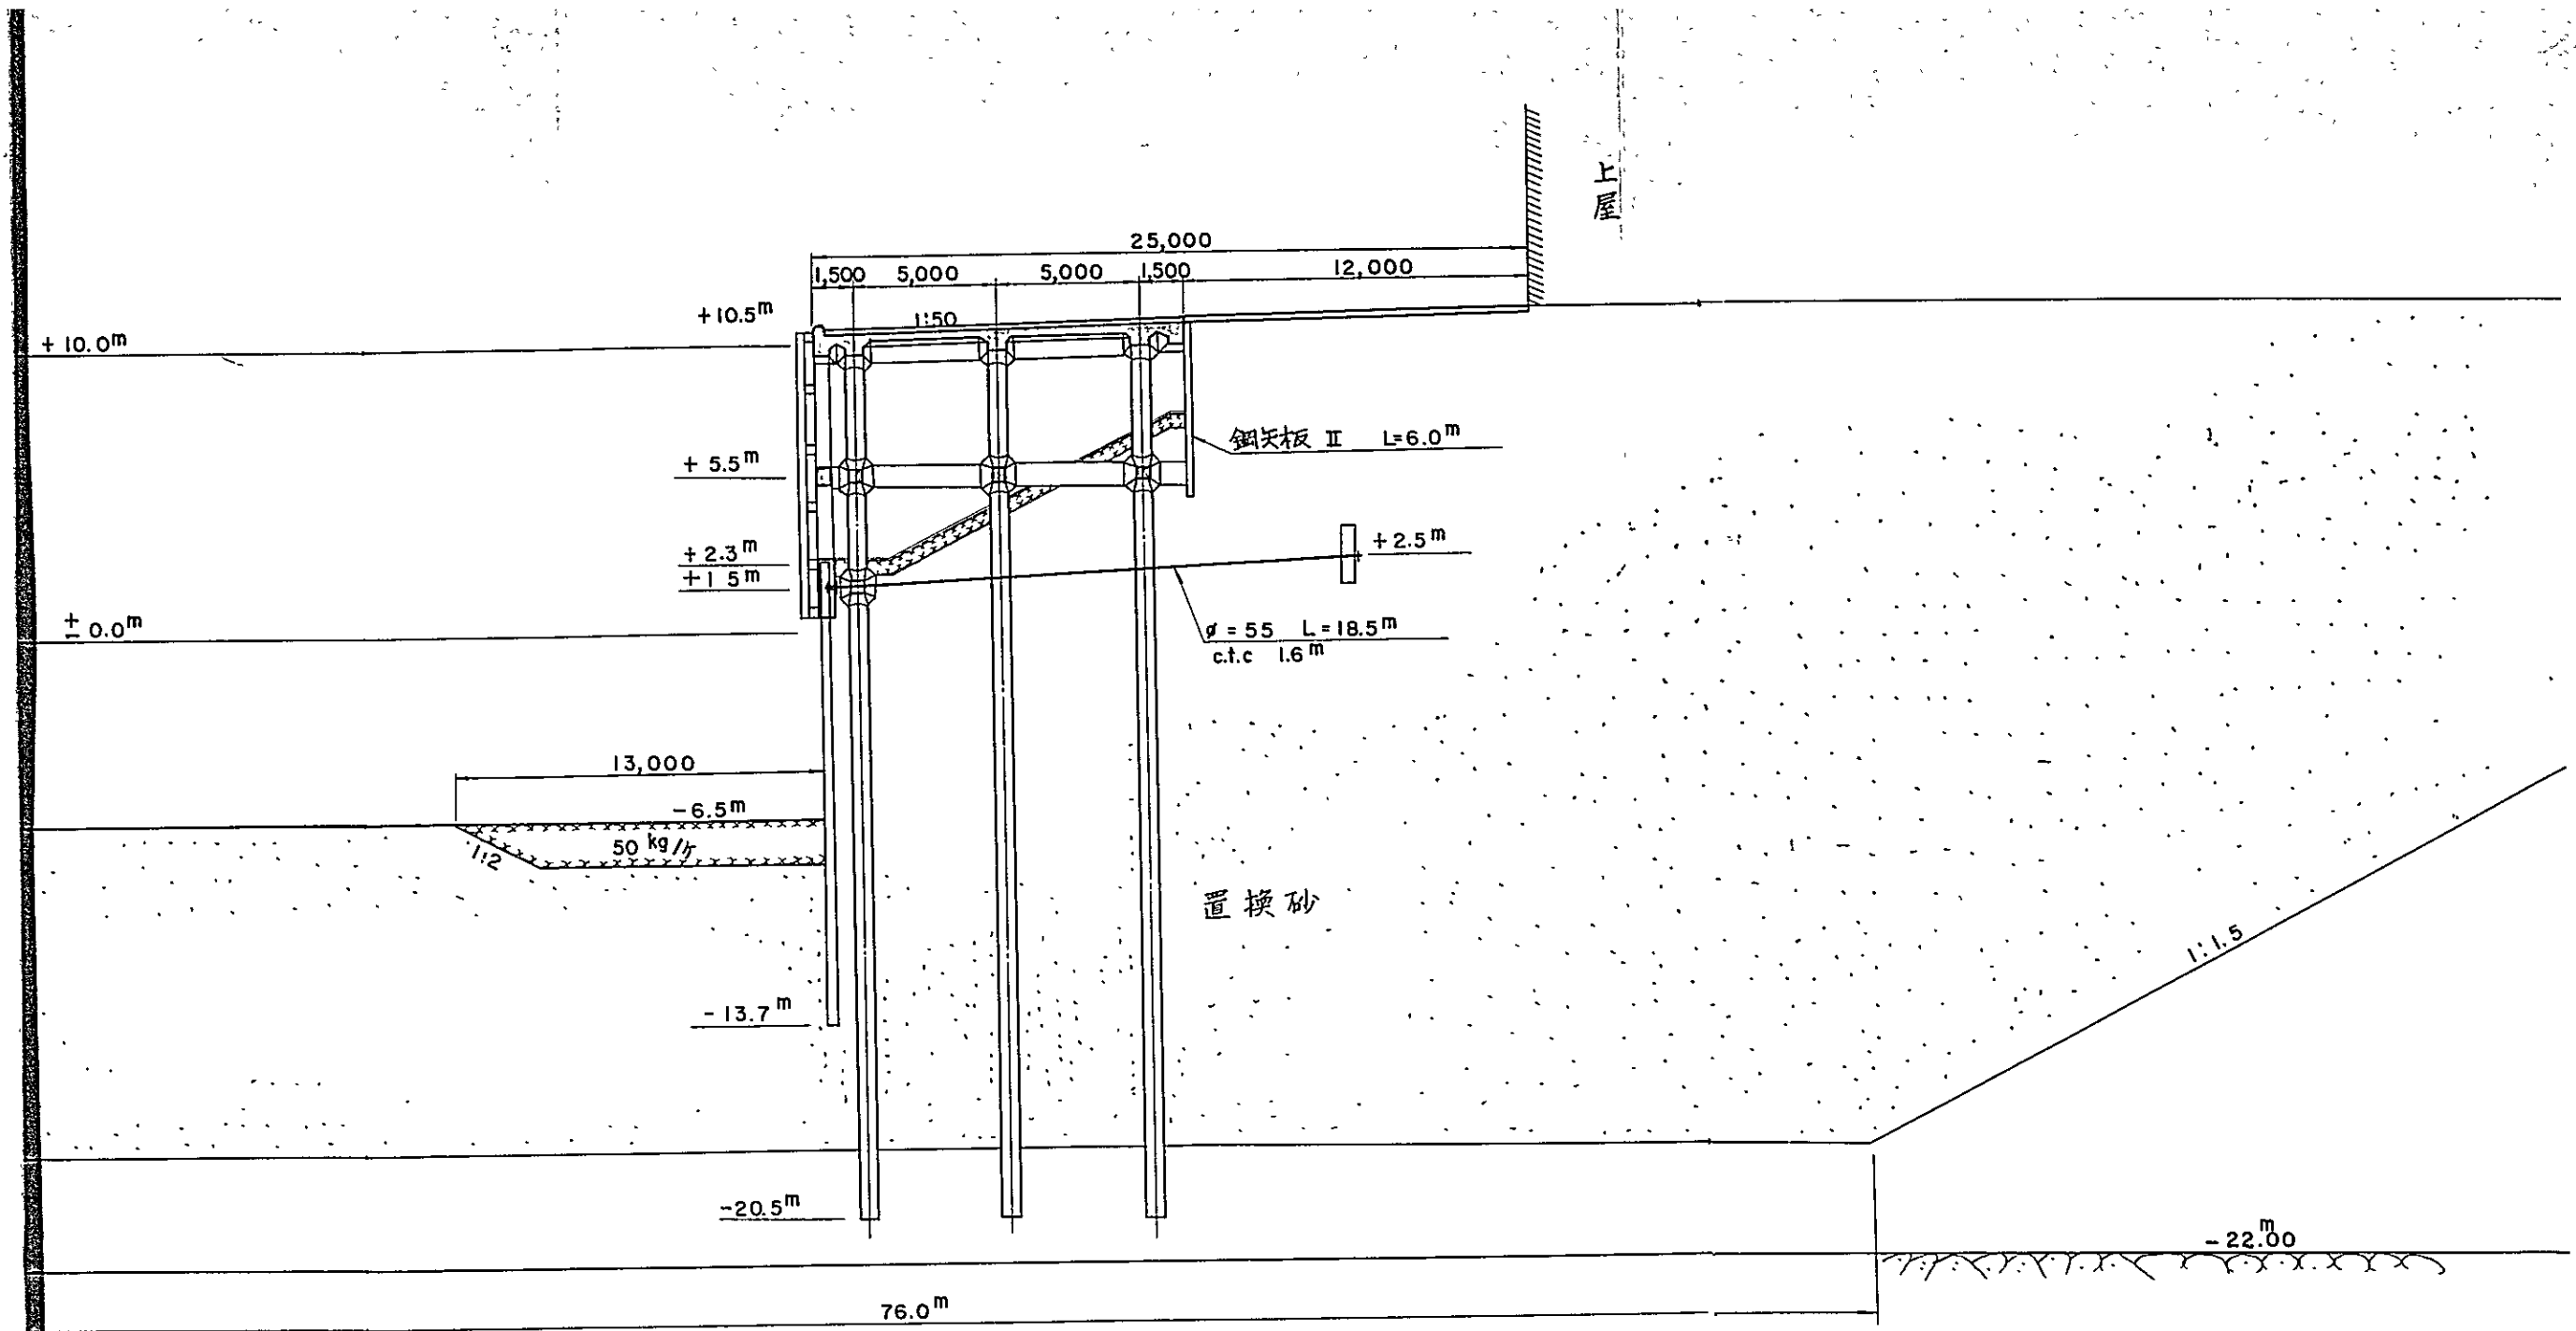 上屋
25,000
1,500 5,000 5,000 1,500 12,000
+10.5m
1:50
+10.0m
鋼矢板 II L=6.0m
+5.5m
+2.3m
+2.5m
+1.5m
± 0.0m
ø=55 L=18.5m
c.t.c 1.6m
13,000
-6.5m
50 kg/ケ
1:2
置換砂
1:1.5
-13.7m
-20.5m
-22.00m
76.0m